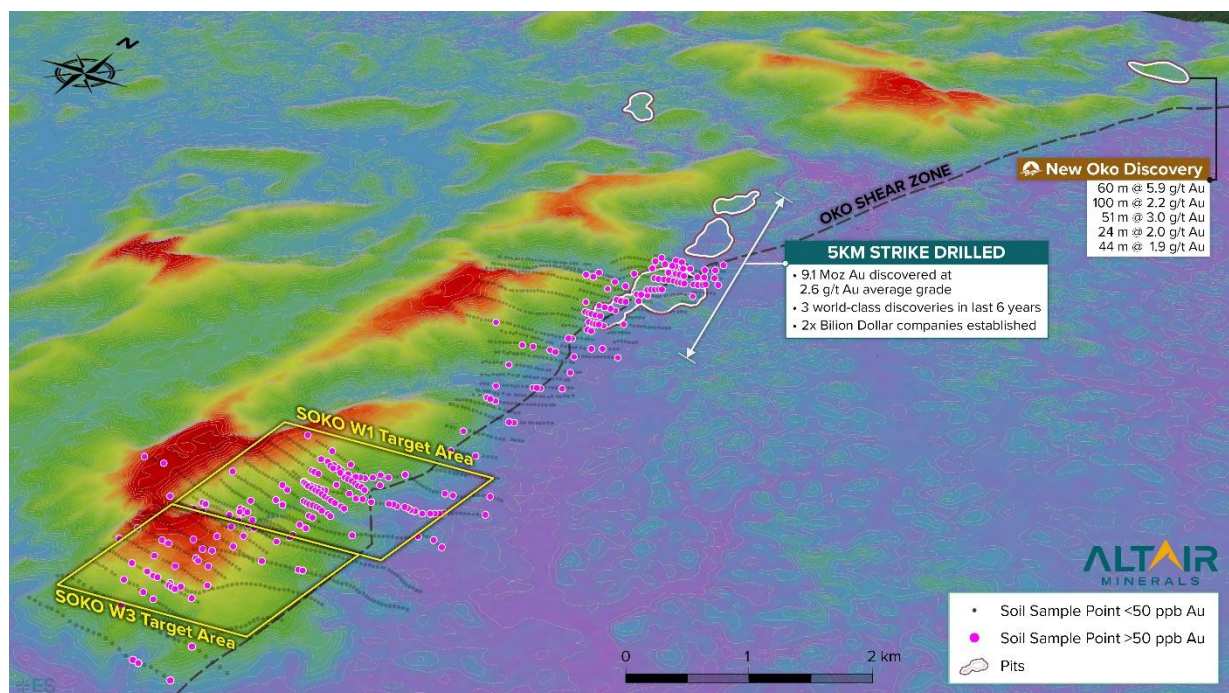 N
OKO SHEAR ZONE
New Oko Discovery
60 m @ 5.9 g/t Au
100 m @ 2.2 g/t Au
51 m @ 3.0 g/t Au
24 m @ 2.0 g/t Au
44 m @ 1.9 g/t Au
5KM STRIKE DRILLED
• 9.1 Moz Au discovered at
2.6 g/t Au average grade
• 3 world-class discoveries in last 6 years
• 2x Bilion Dollar companies established
SOKO W1 Target Area
SOKO W3 Target Area
ALTAIR
MINERALS
Soil Sample Point <50 ppb Au
Soil Sample Point >50 ppb Au
Pits
0 1 2 km